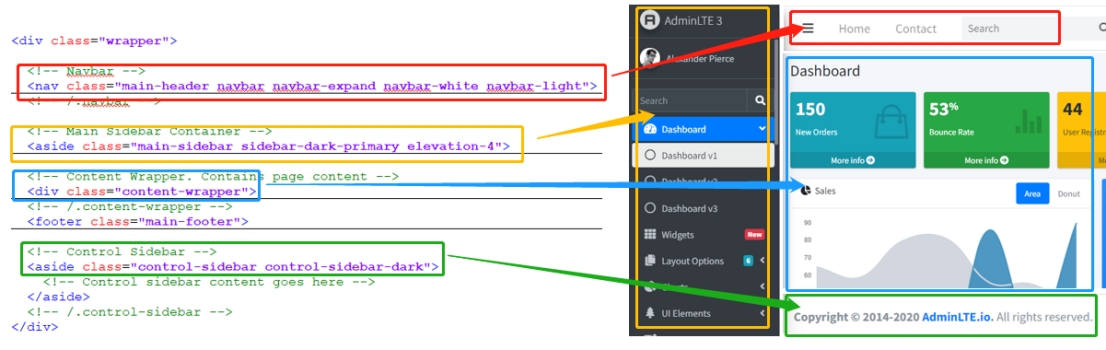 <div class="wrapper">
<!-- Navbar -->
<nav class="main-header navbar navbar-expand navbar-white navbar-light">
<!-- /.navbar -->
<!-- Main Sidebar Container -->
<aside class="main-sidebar sidebar-dark-primary elevation-4">
<!-- Content Wrapper. Contains page content -->
<div class="content-wrapper">
<!-- /.content-wrapper -->
<footer class="main-footer">
<!-- Control Sidebar -->
<aside class="control-sidebar control-sidebar-dark">
<!-- Control sidebar content goes here -->
</aside>
<!-- /.control-sidebar -->
</div>
AdminLTE 3
Alexander Pierce
Search
Dashboard
Dashboard v1
Dashboard v2
Dashboard v3
Widgets New
Layout Options 6
Charts
UI Elements
Home Contact Search
Dashboard
150
New Orders
More info
53%
Bounce Rate
More info
44
User
Sales
Area Donut
90
80
70
60
Copyright © 2014-2020 AdminLTE.io. All rights reserved.